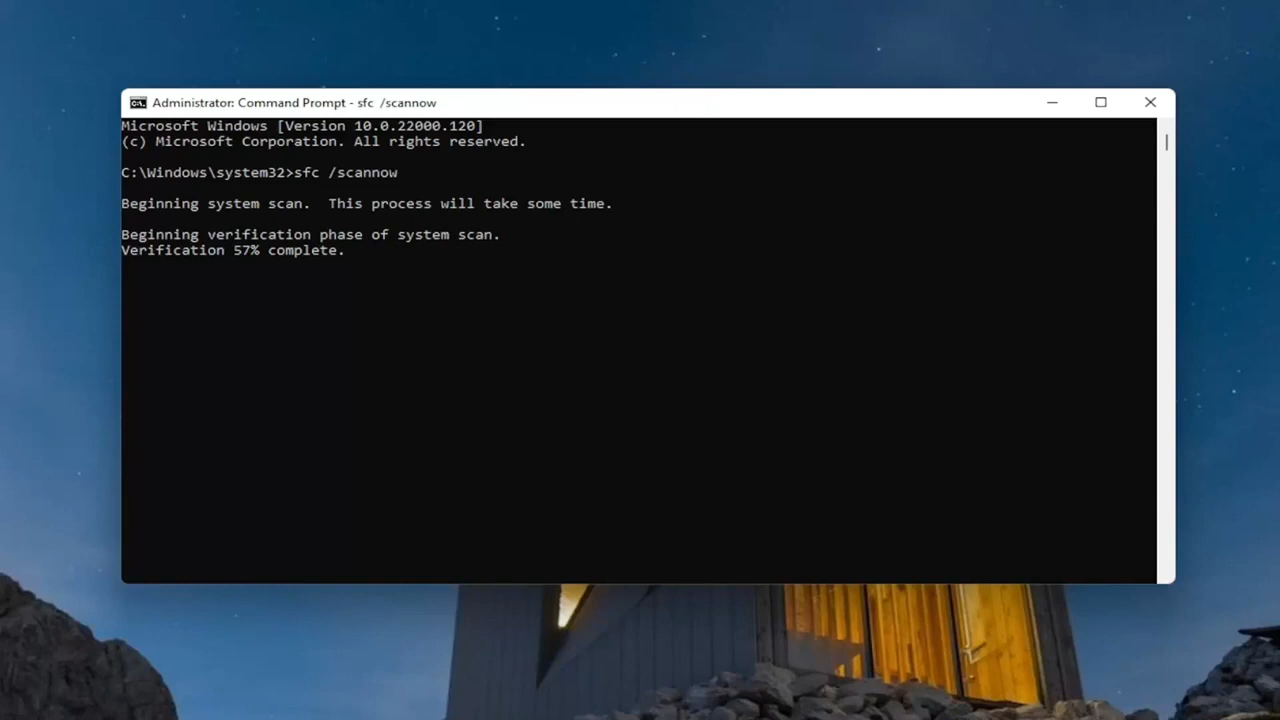 Administrator: Command Prompt - sfc  /scannow
Microsoft Windows [Version 10.0.22000.120]
(c) Microsoft Corporation. All rights reserved.
C:\Windows\system32>sfc /scannow
Beginning system scan.  This process will take some time.
Beginning verification phase of system scan.
Verification 57% complete.